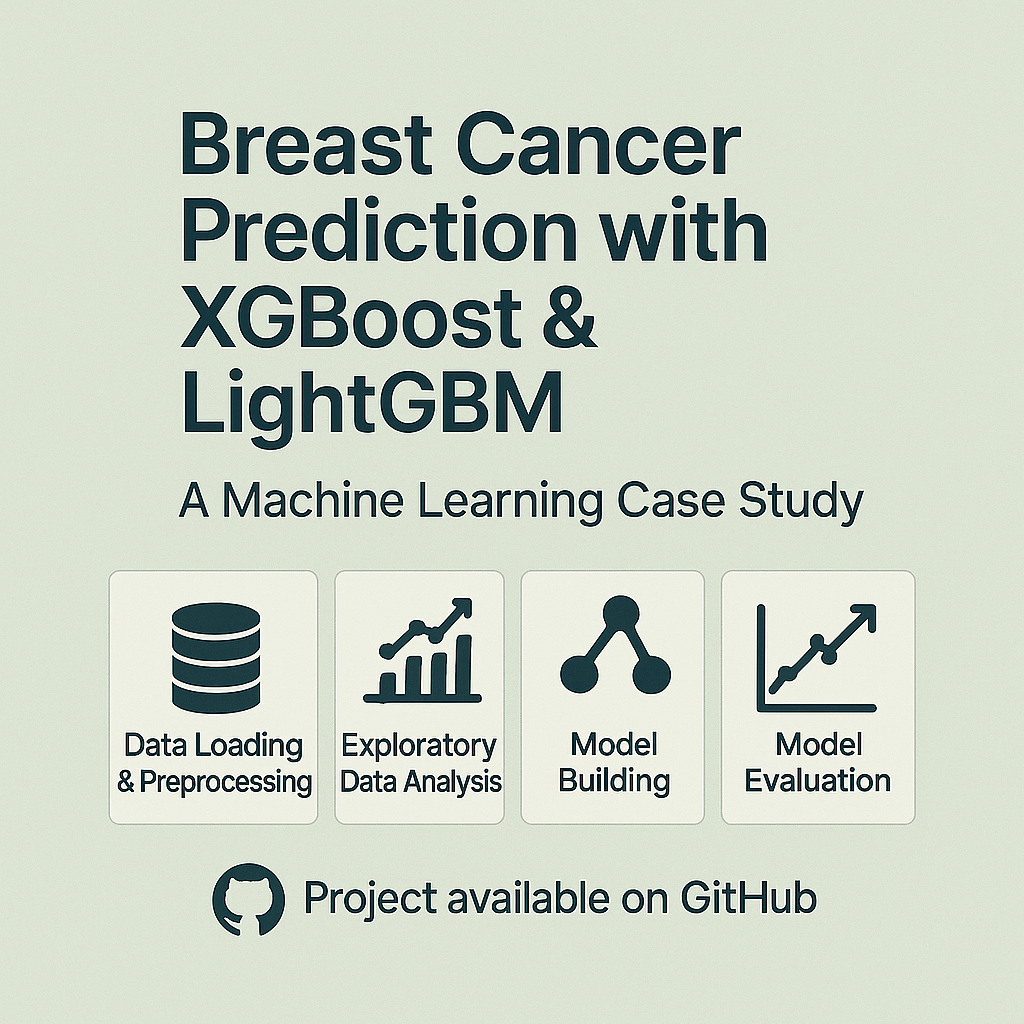 Breast Cancer
Prediction with
XGBoost &
LightGBM
A Machine Learning Case Study
Data Loading
& Preprocessing
Exploratory
Data Analysis
Model
Building
Model
Evaluation
Project available on GitHub